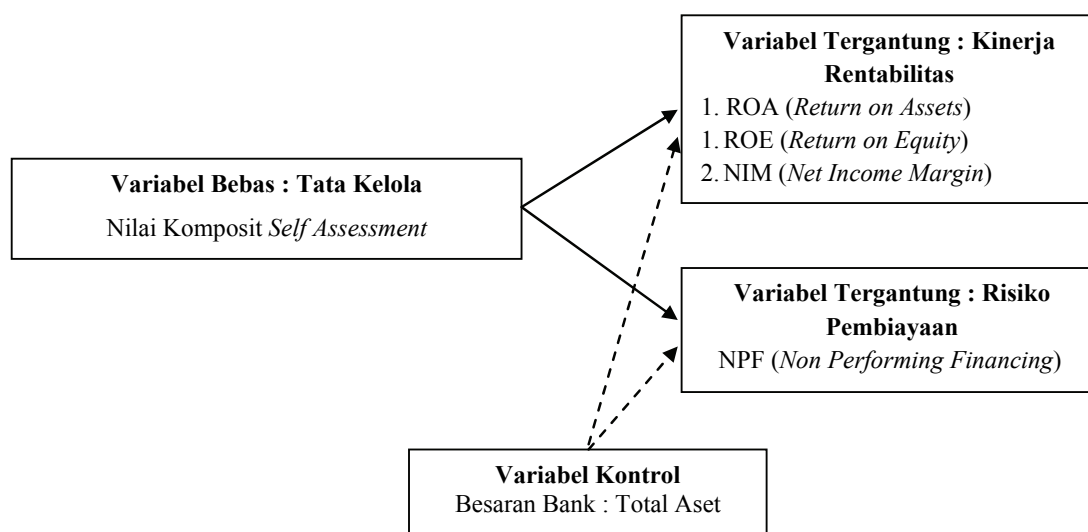 Variabel Tergantung : Kinerja
Rentabilitas
1. ROA (Return on Assets)
1. ROE (Return on Equity)
2. NIM (Net Income Margin)
Variabel Bebas : Tata Kelola
Nilai Komposit Self Assessment
Variabel Tergantung : Risiko
Pembiayaan
NPF (Non Performing Financing)
Variabel Kontrol
Besaran Bank : Total Aset